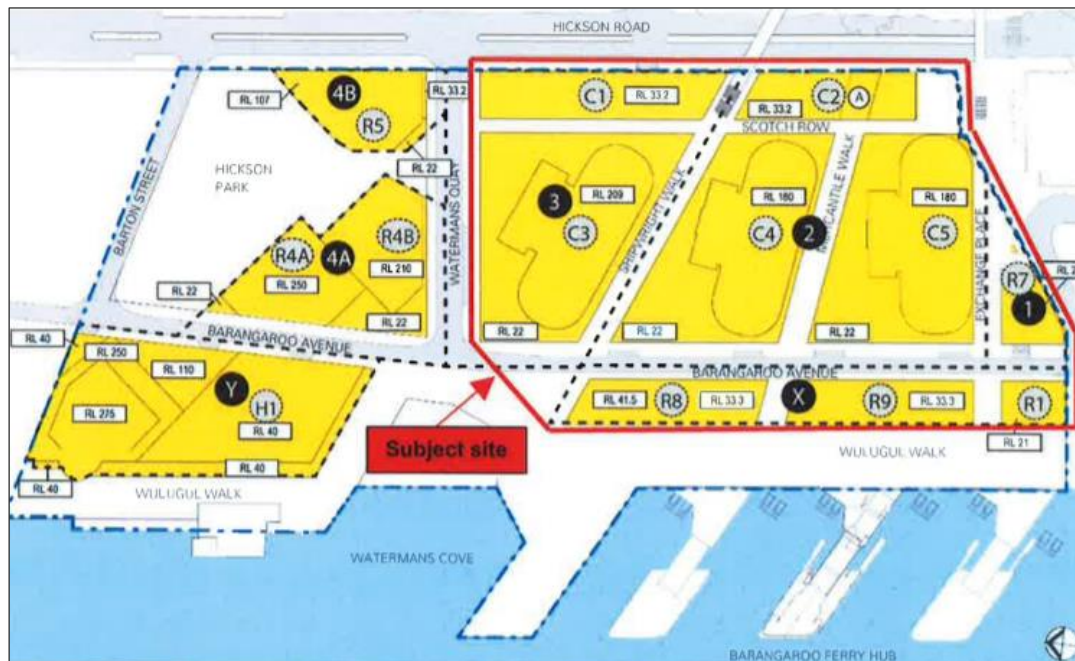 HICKSON ROAD
RL 107
4B
R5
RL 33.2
RL 22
C1
RL 33.2
C2
A
RL 33.2
SCOTCH ROW
HICKSON
PARK
BARTON STREET
WATERMANS QUAY
3
RL 209
C3
SHIPWRIGHT WALK
RL 180
C4
2
MERCANTILE WALK
RL 180
C5
EXCHANGE PLACE
R4A
4A
R4B
RL 250
RL 210
RL 22
RL 22
RL 22
RL 22
RL 22
R7
1
BARANGAROO AVENUE
BARANGAROO AVENUE
RL 40
RL 250
RL 110
Y
H1
RL 275
RL 40
RL 40
RL 40
RL 41.5
R8
RL 33.3
X
R9
RL 33.3
R1
RL 21
Subject site
WULUGUL WALK
WULUGUL WALK
WATERMANS COVE
BARANGAROO FERRY HUB